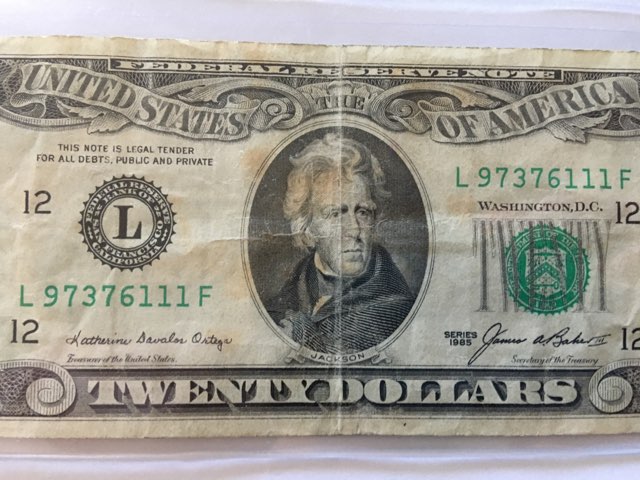 FEDERAL RESERVE NOTE
UNITED STATES
THE
OF AMERICA
THIS NOTE IS LEGAL TENDER
FOR ALL DEBTS, PUBLIC AND PRIVATE
L 97376111 F
WASHINGTON, D.C.
12
12
L
L 97376111 F
12
12
Katherine Davalos Ortega
Treasurer of the United States.
SERIES
1985
James A Baker III
Secretary of the Treasury
JACKSON
TWENTY DOLLARS